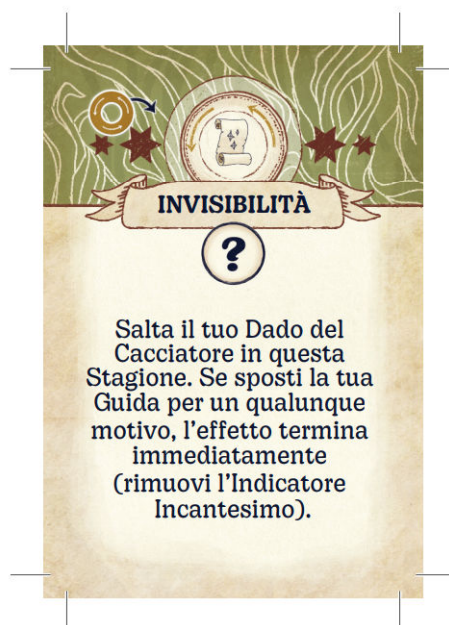 INVISIBILITÀ
?
Salta il tuo Dado del
Cacciatore in questa
Stagione. Se sposti la tua
Guida per un qualunque
motivo, l’effetto termina
immediatamente
(rimuovi l’Indicatore
Incantesimo).